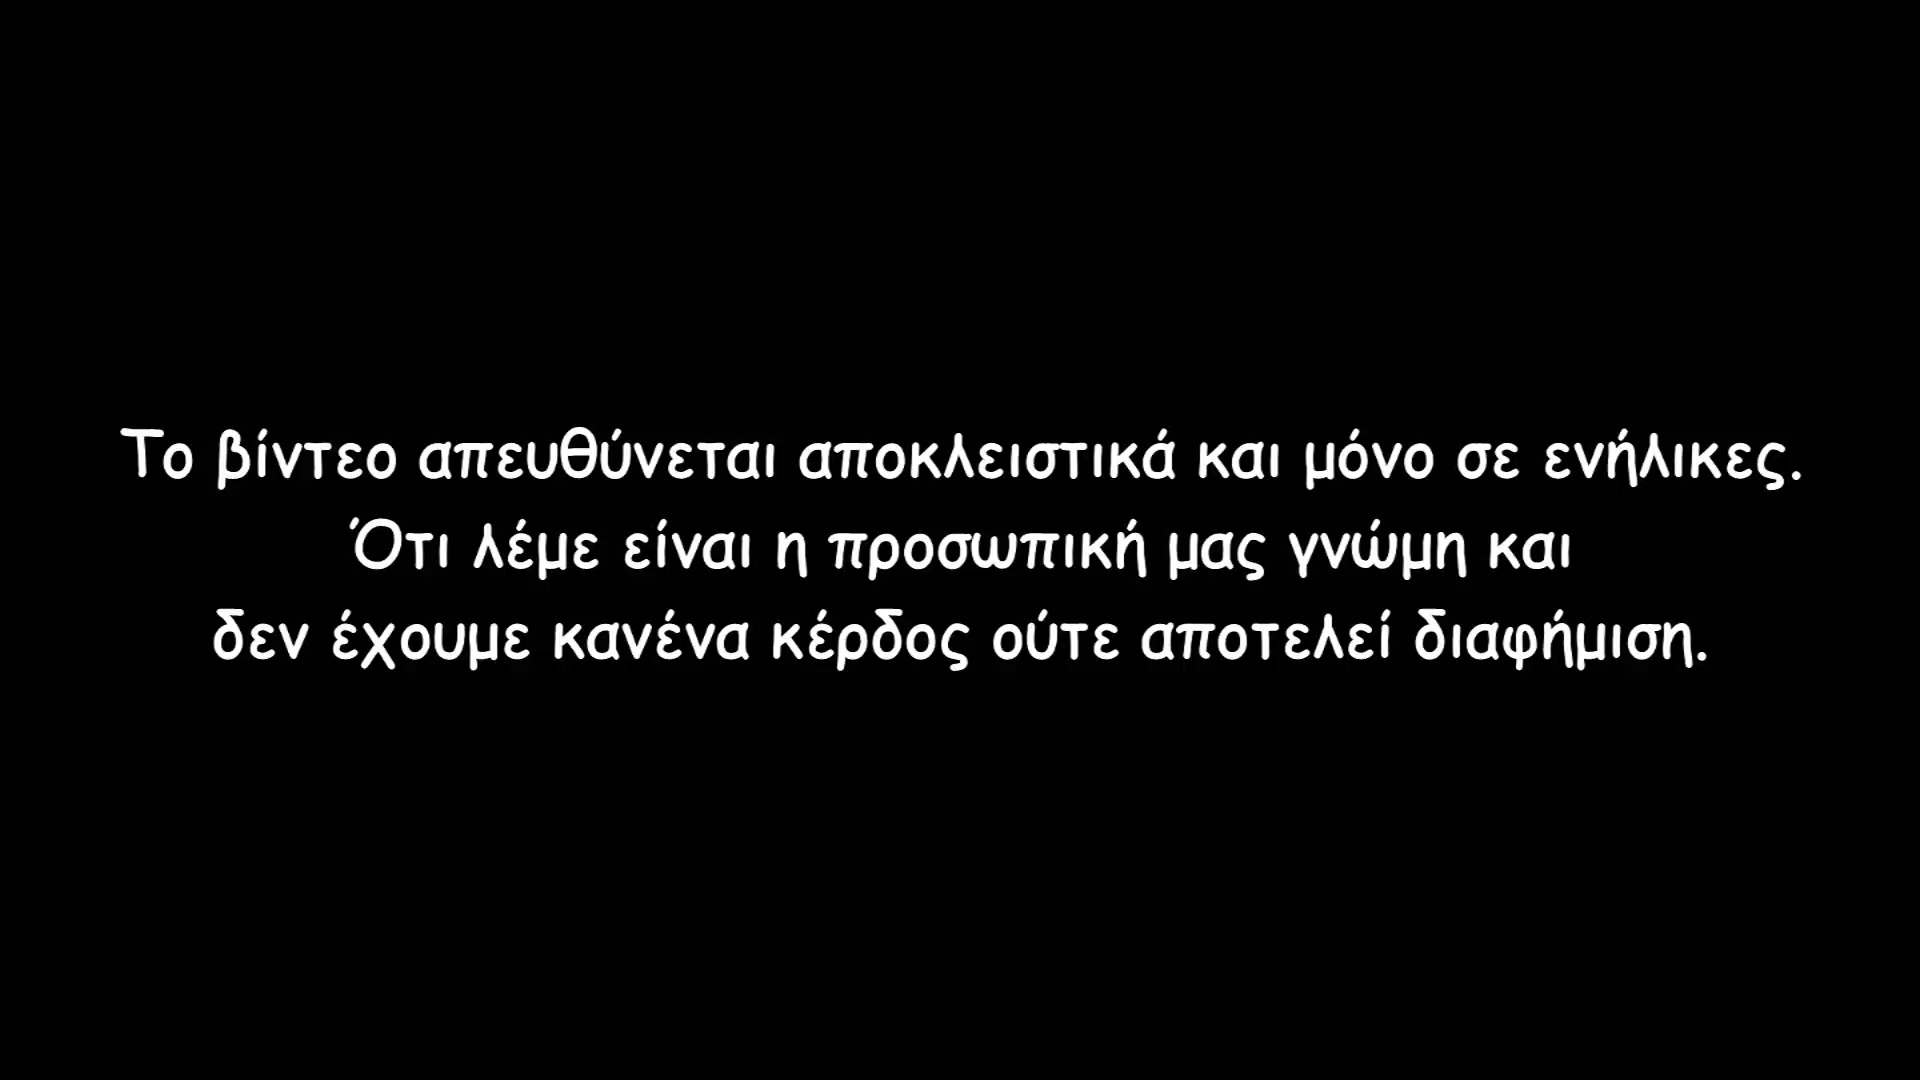 Το βίντεο απευθύνεται αποκλειστικά και μόνο σε ενήλικες.
Ότι λέμε είναι η προσωπική μας γνώμη και
δεν έχουμε κανένα κέρδος ούτε αποτελεί διαφήμιση.